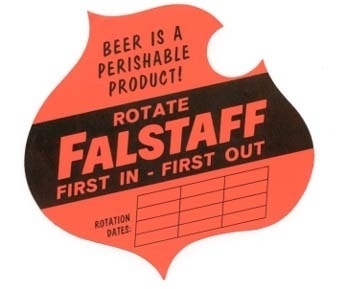 BEER IS A
PERISHABLE
PRODUCT!
ROTATE
FALSTAFF
FIRST IN - FIRST OUT
ROTATION
DATES: